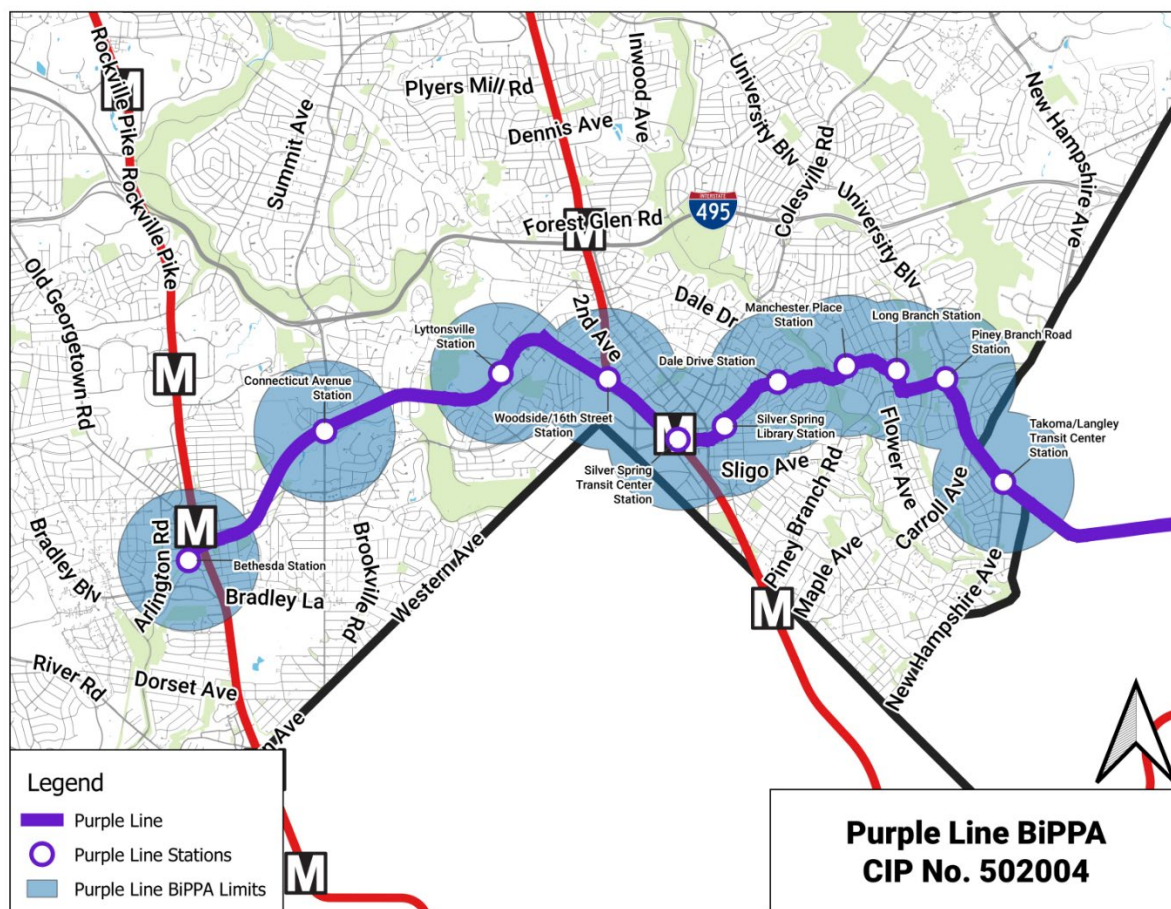 Rockville Pike
Rockville Pike
M
Summit Ave
Plyers Mill Rd
Dennis Ave
Inwood Ave
University Blv
Colesville Rd
New Hampshire Ave
INTERSTATE
495
Forest Glen Rd
M
University Blv
Old Georgetown Rd
M
2nd Ave
Dale Dr
Manchester Place
Station
Long Branch Station
Piney Branch Road
Station
Lyttonsville
Station
Dale Drive Station
Connecticut Avenue
Station
Woodside/16th Street
Station
M
Silver Spring
Library Station
Silver Spring
Transit Center
Station
Sligo Ave
Flower Ave
Takoma/Langley
Transit Center
Station
Piney Branch Rd
Carroll Ave
Maple Ave
M
New Hampshire Ave
Bradley BN
Arlington Rd
M
Bethesda Station
Bradley La
Brookville Rd
Western Ave
River Rd
Dorset Ave
n Ave
M
Legend
Purple Line
Purple Line Stations
Purple Line BiPPA Limits
Purple Line BiPPA
CIP No. 502004